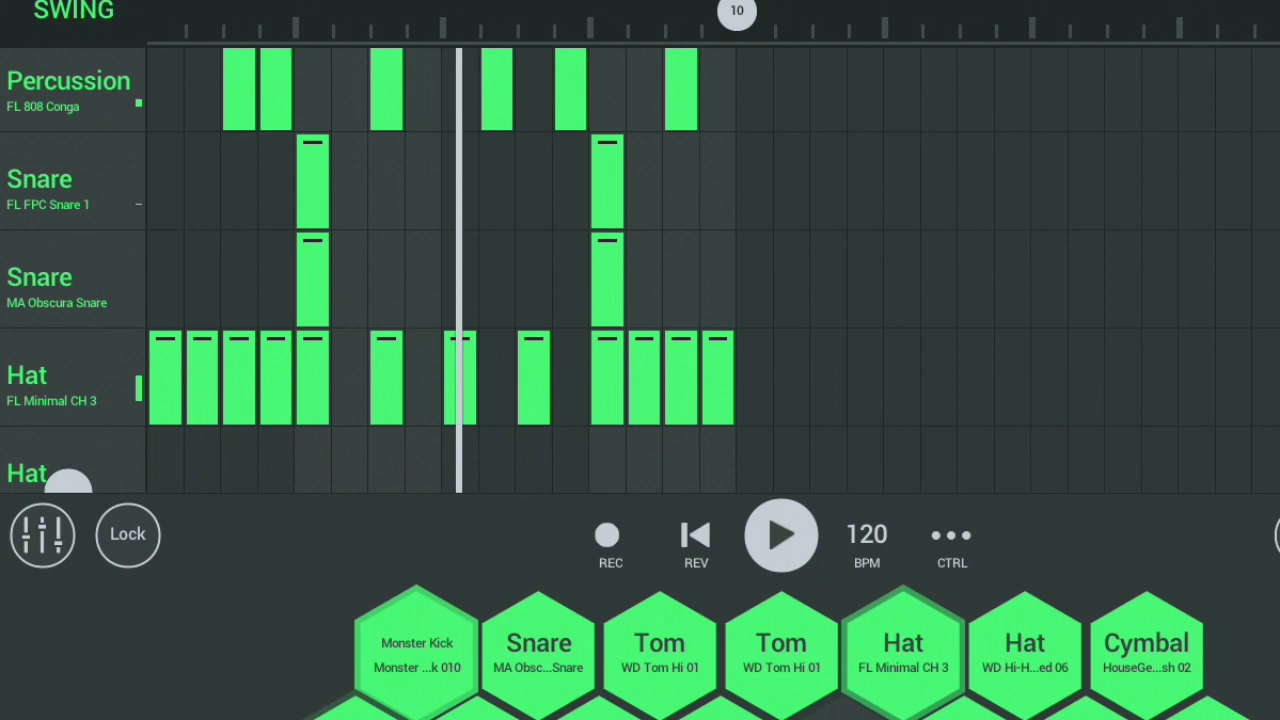 SWING
10
Percussion
FL 808 Conga
Snare
FL FPC Snare 1
Snare
MA Obscura Snare
Hat
FL Minimal CH 3
Hat
Lock
120
REC
REV
BPM
CTRL
Monster Kick
Monster ...k 010
Snare
MA Obsc...Snare
Tom
WD Tom Hi 01
Tom
WD Tom Hi 01
Hat
FL Minimal CH 3
Hat
WD Hi-H...ed 06
Cymbal
HouseGe...sh 02